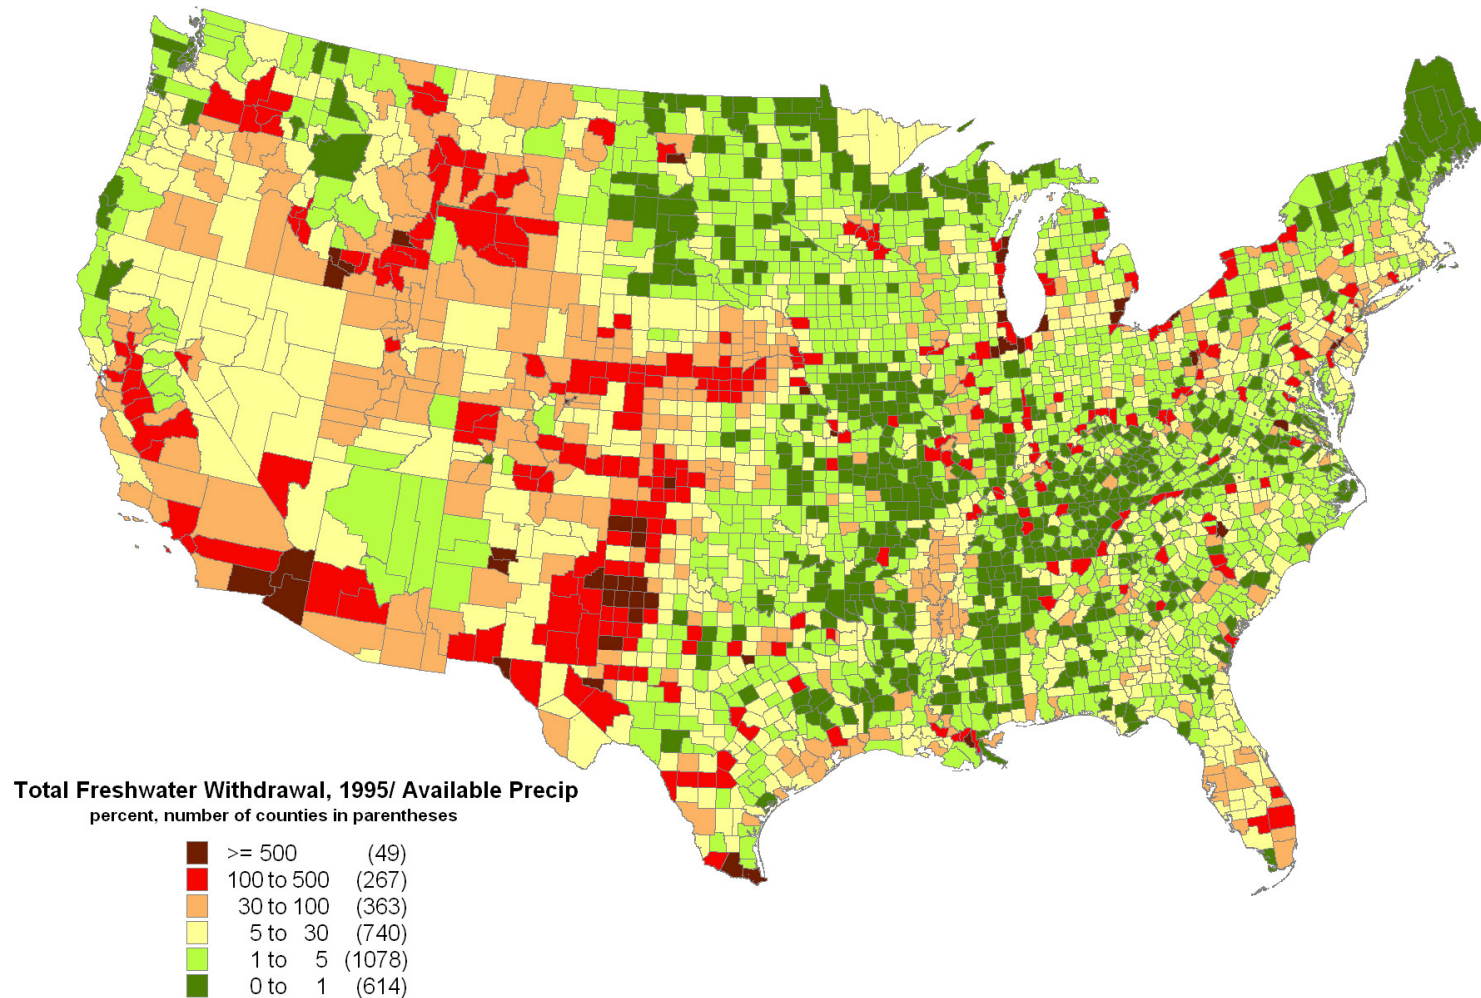 Total Freshwater Withdrawal, 1995/ Available Precip
percent, number of counties in parentheses
>= 500 (49)
100 to 500 (267)
30 to 100 (363)
5 to 30 (740)
1 to 5 (1078)
0 to 1 (614)